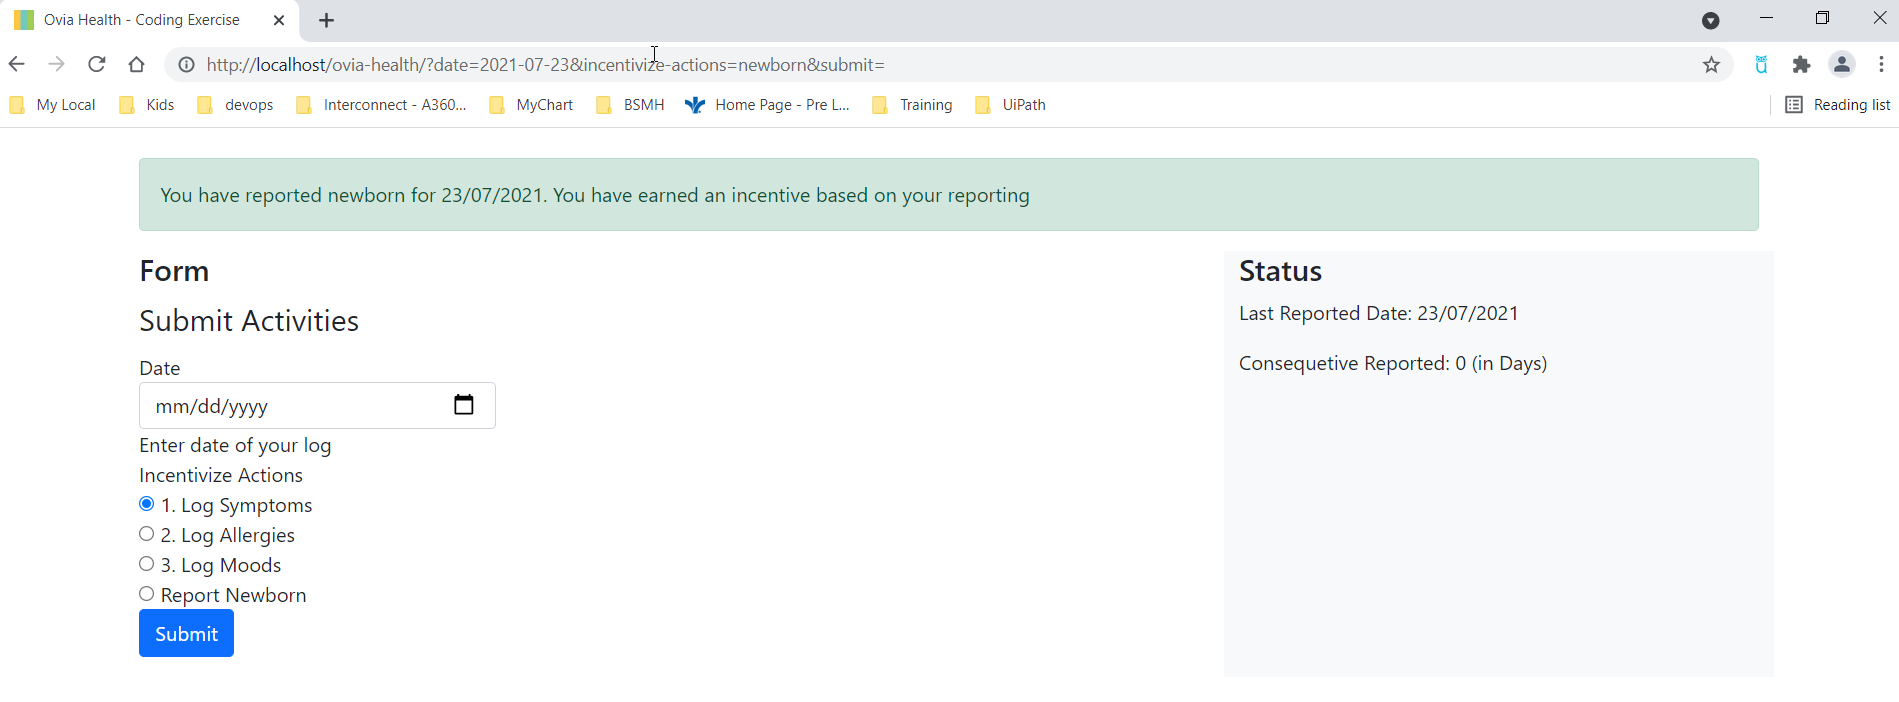 Ovia Health - Coding Exercise
http://localhost/ovia-health/?date=2021-07-23&incentivize-actions=newborn&submit=
My Local Kids devops Interconnect - A360... MyChart BSMH Home Page - Pre L... Training UiPath Reading list
You have reported newborn for 23/07/2021. You have earned an incentive based on your reporting
Form
Submit Activities
Date
mm/dd/yyyy
Enter date of your log
Incentivize Actions
1. Log Symptoms
2. Log Allergies
3. Log Moods
Report Newborn
Submit
Status
Last Reported Date: 23/07/2021
Consequetive Reported: 0 (in Days)